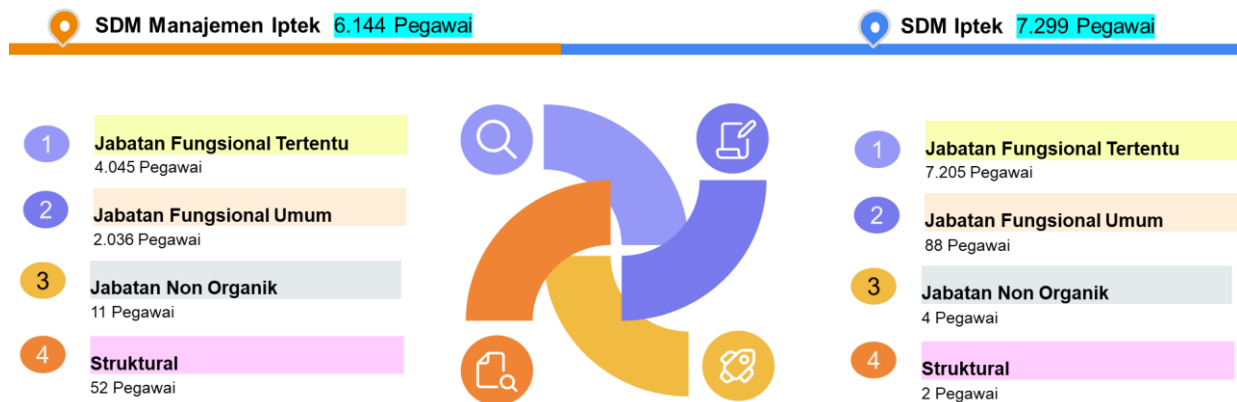 SDM Manajemen Iptek 6.144 Pegawai
1
Jabatan Fungsional Tertentu
4.045 Pegawai
2
Jabatan Fungsional Umum
2.036 Pegawai
3
Jabatan Non Organik
11 Pegawai
4
Struktural
52 Pegawai
SDM Iptek 7.299 Pegawai
1
Jabatan Fungsional Tertentu
7.205 Pegawai
2
Jabatan Fungsional Umum
88 Pegawai
3
Jabatan Non Organik
4 Pegawai
4
Struktural
2 Pegawai